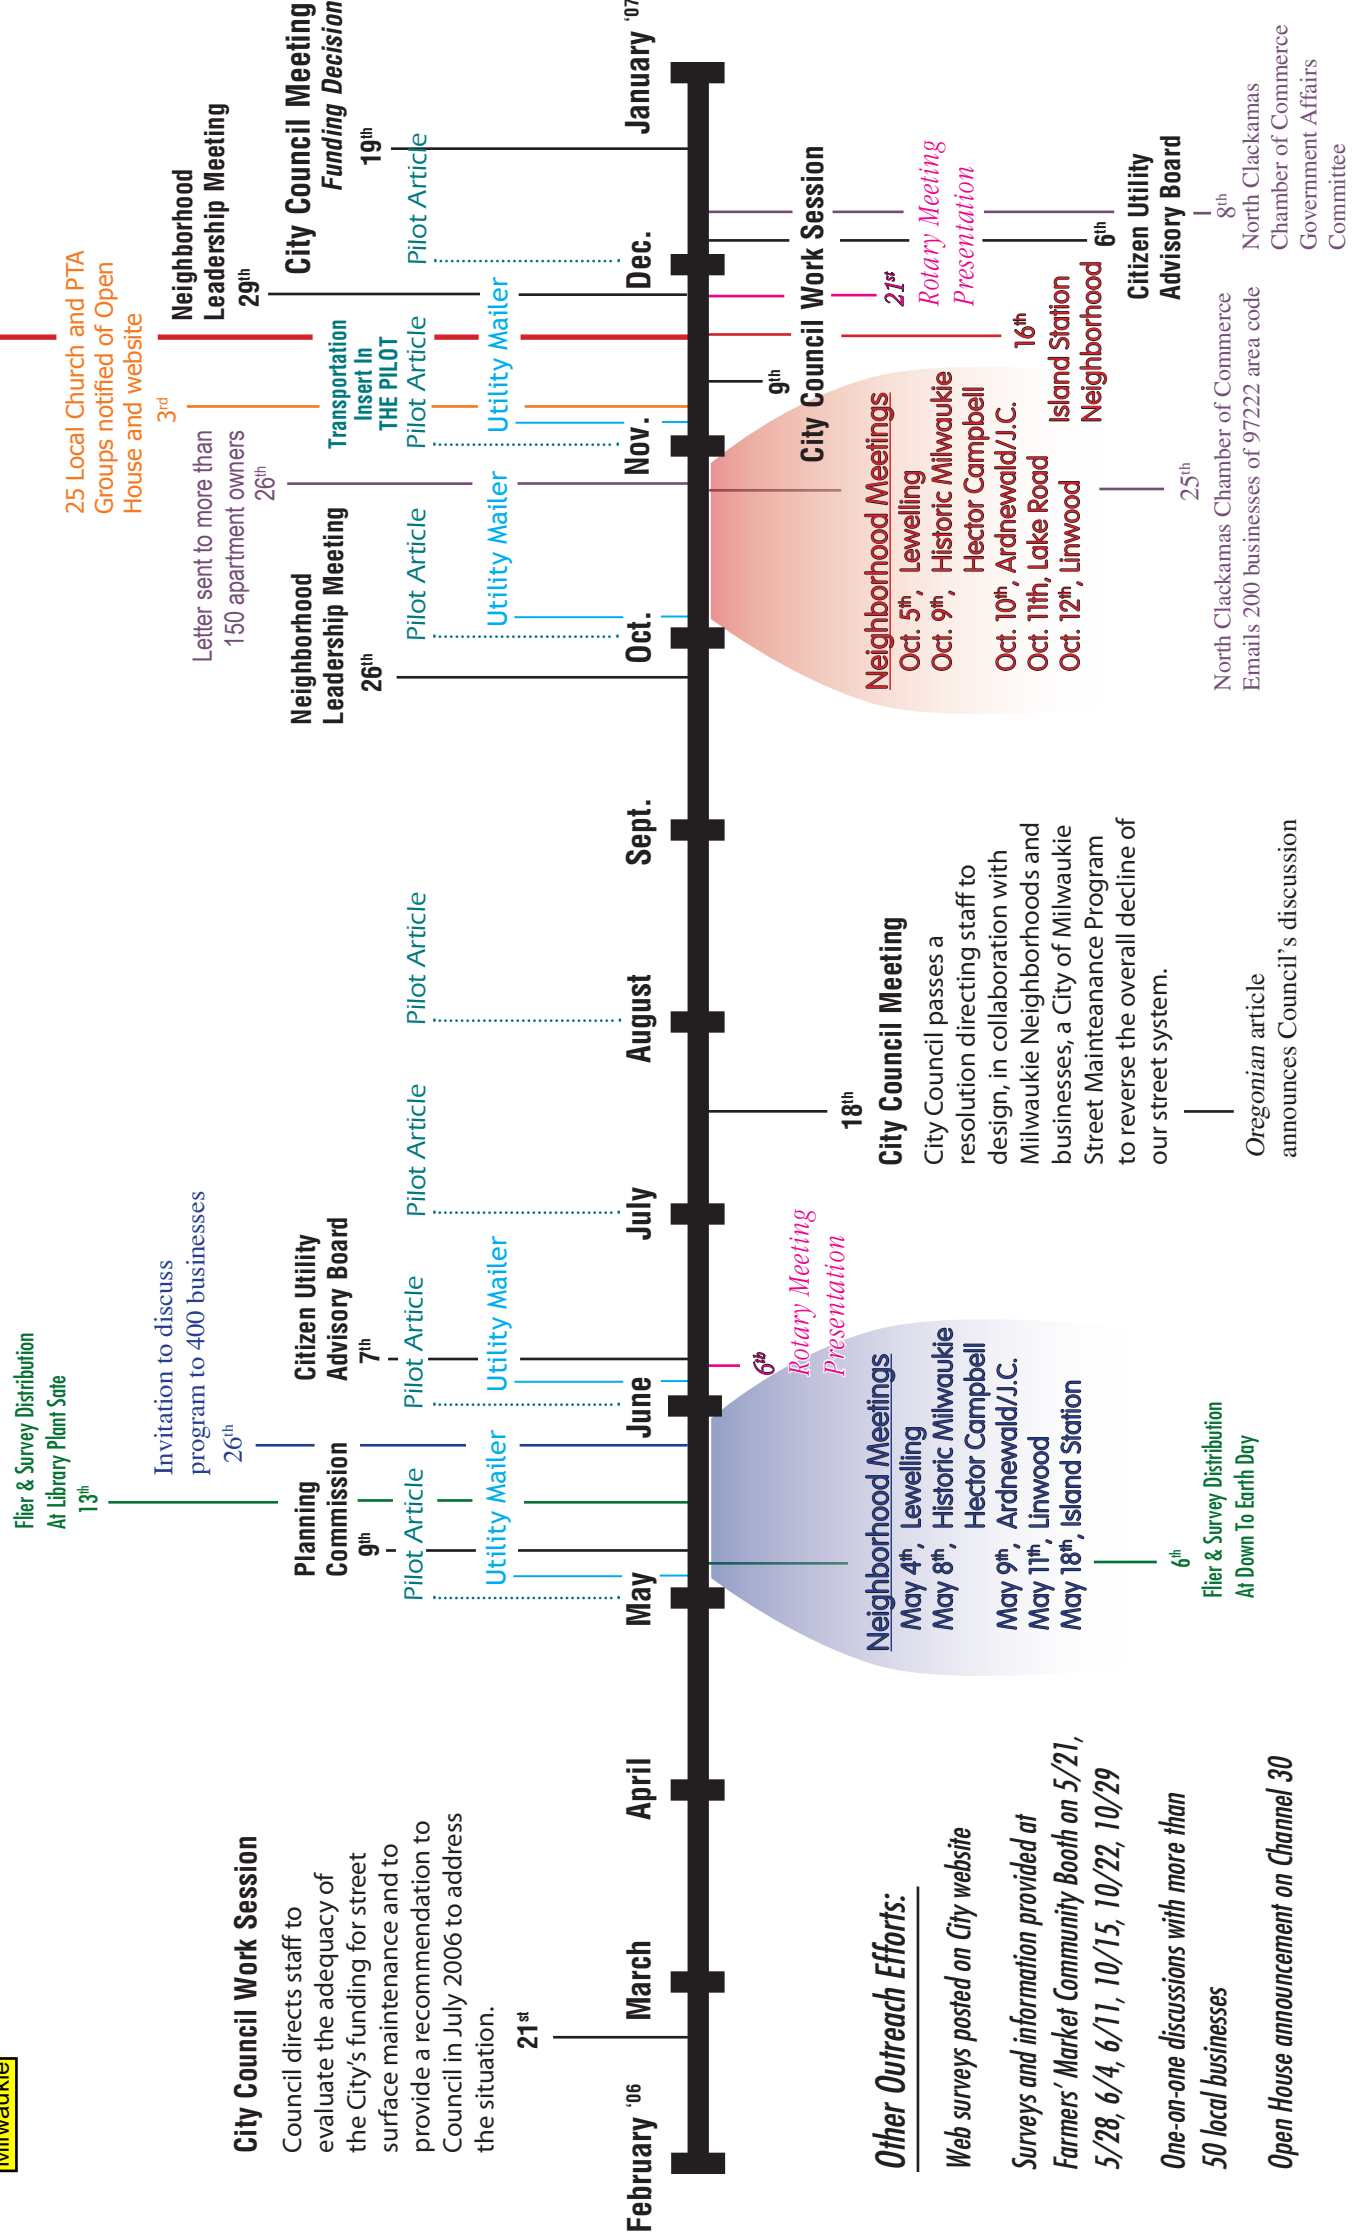 Milwaukie
City Council Work Session
Council directs staff to
evaluate the adequacy of
the City's funding for street
surface maintenance and to
provide a recommendation to
Council in July 2006 to address
the situation.
21st
Flier & Survey Distribution
At Library Plant Sate
13th
Invitation to discuss
program to 400 businesses
26th
Planning
Commission
9th
Citizen Utility
Advisory Board
7th
Pilot Article
Utility Mailer
Pilot Article
Utility Mailer
Pilot Article
Pilot Article
Neighborhood
Leadership Meeting
26th
Letter sent to more than
150 apartment owners
26th
25 Local Church and PTA
Groups notified of Open
House and website
3rd
Pilot Article
Utility Mailer
Transportation
Insert In
THE PILOT
Pilot Article
Utility Mailer
Neighborhood
Leadership Meeting
29th
City Council Meeting
Funding Decision
19th
Pilot Article
February '06
March
April
May
June
July
August
Sept.
Oct.
Nov.
Dec.
January '07
Other Outreach Efforts:
Web surveys posted on City website
Surveys and information provided at
Farmers' Market Community Booth on 5/21,
5/28, 6/4, 6/11, 10/15, 10/22, 10/29
One-on-one discussions with more than
50 local businesses
Open House announcement on Channel 30
Neighborhood Meetings
May 4th, Lewelling
May 8th, Historic Milwaukie
Hector Campbell
May 9th, Ardnewald/J.C.
May 11th, Linwood
May 18th, Island Station
6th
Flier & Survey Distribution
At Down To Earth Day
6th
Rotary Meeting
Presentation
18th
City Council Meeting
City Council passes a
resolution directing staff to
design, in collaboration with
Milwaukie Neighborhoods and
businesses, a City of Milwaukie
Street Mainteanance Program
to reverse the overall decline of
our street system.
Oregonian article
announces Council's discussion
Neighborhood Meetings
Oct. 5th, Lewelling
Oct. 9th, Historic Milwaukie
Hector Campbell
Oct. 10th, Ardnewald/J.C.
Oct. 11th, Lake Road
Oct. 12th, Linwood
25th
North Clackamas Chamber of Commerce
Emails 200 businesses of 97222 area code
9th
City Council Work Session
16th
Island Station
Neighborhood
21st
Rotary Meeting
Presentation
6th
Citizen Utility
Advisory Board
8th
North Clackamas
Chamber of Commerce
Government Affairs
Committee